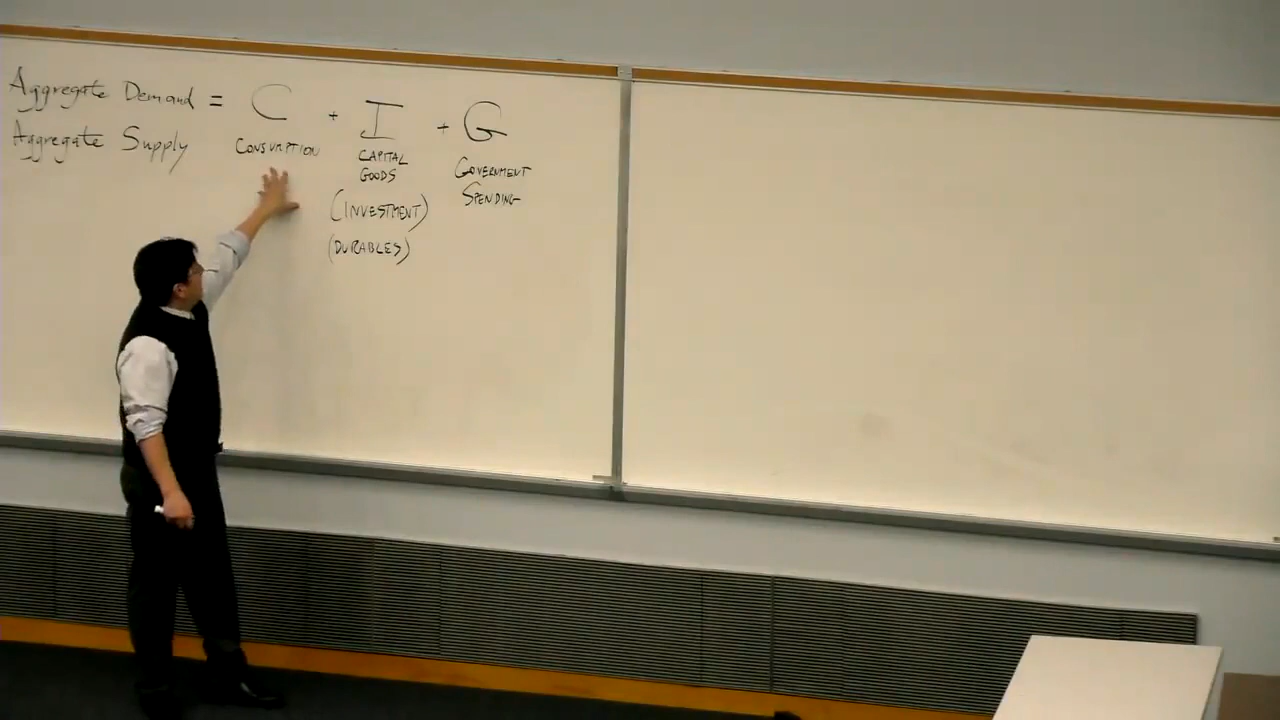 Aggregate Demand = C + I + G
Aggregate Supply
CONSUMPTION
CAPITAL
GOODS
(INVESTMENT)
(DURABLES)
GOVERNMENT
SPENDING